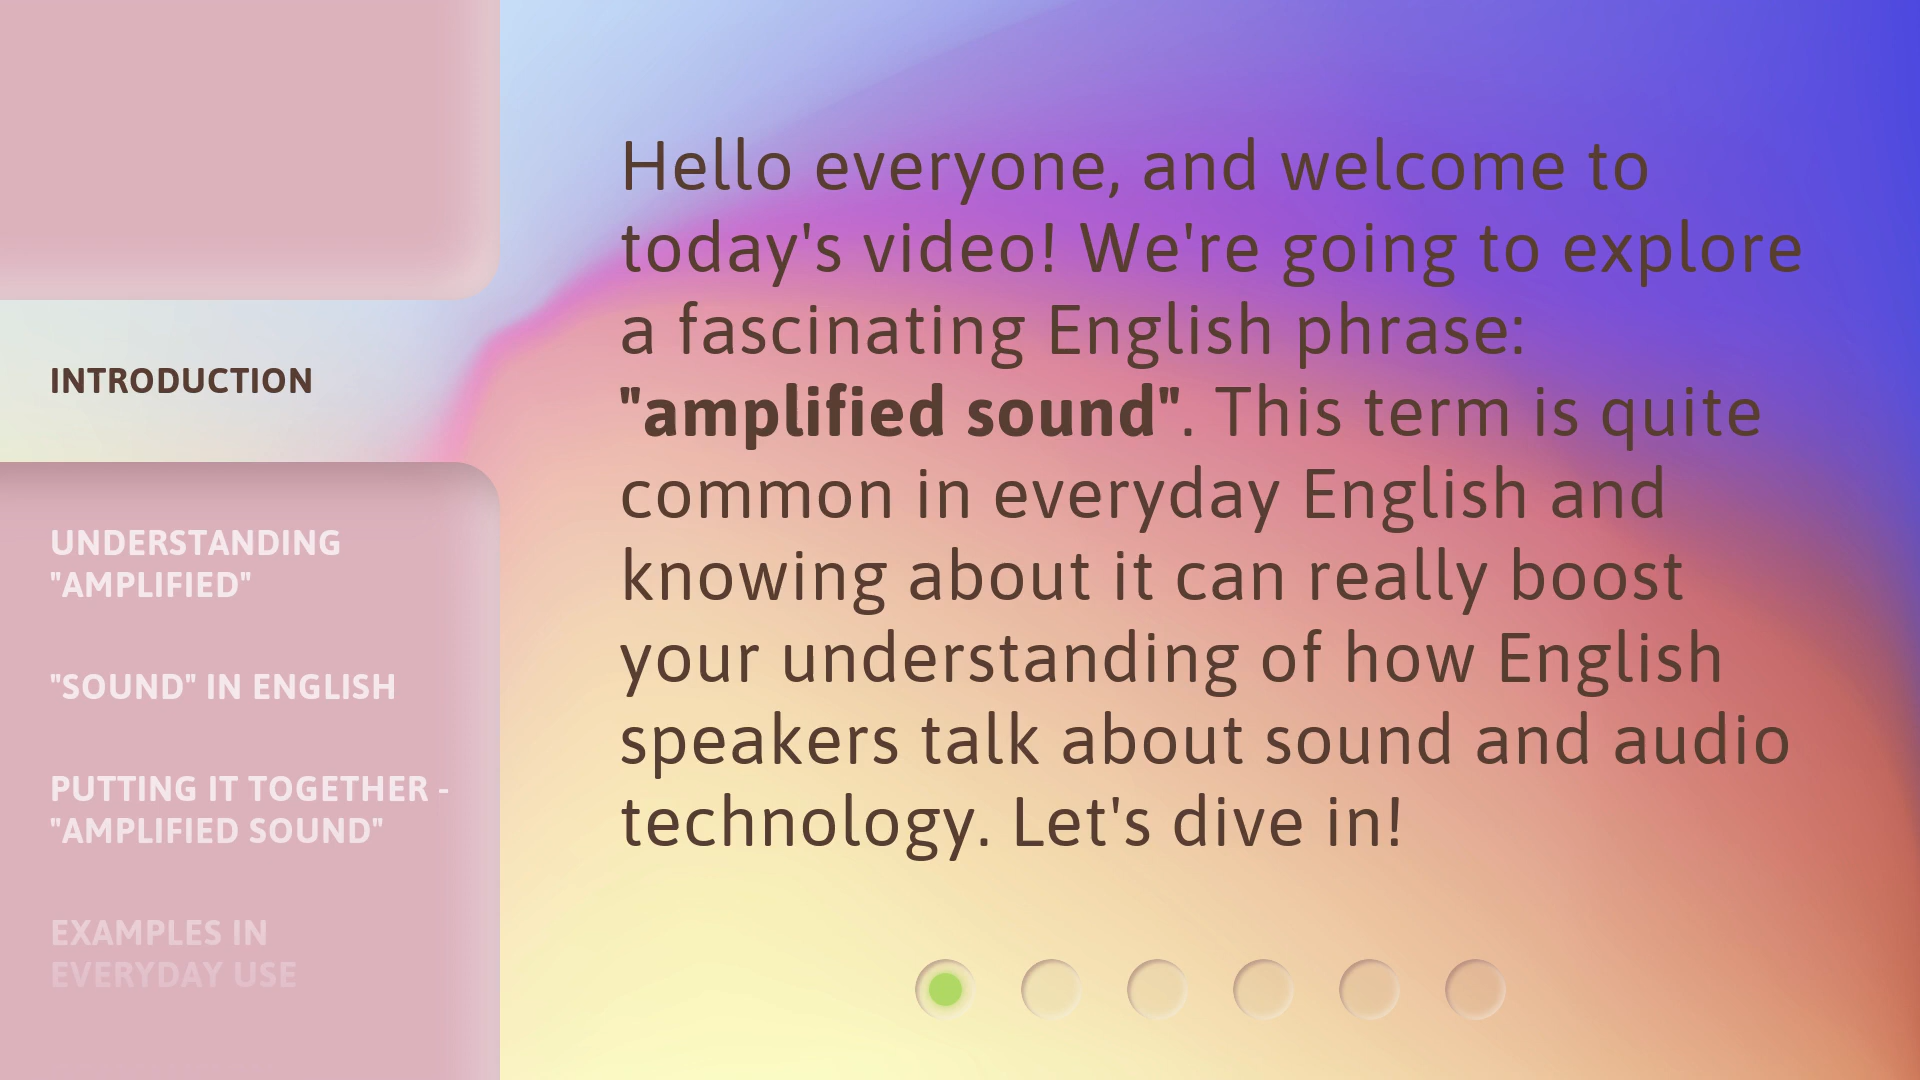 INTRODUCTION
UNDERSTANDING
"AMPLIFIED"
"SOUND" IN ENGLISH
PUTTING IT TOGETHER -
"AMPLIFIED SOUND"
EXAMPLES IN
EVERYDAY USE
Hello everyone, and welcome to
today's video! We're going to explore
a fascinating English phrase:
"amplified sound". This term is quite
common in everyday English and
knowing about it can really boost
your understanding of how English
speakers talk about sound and audio
technology. Let's dive in!